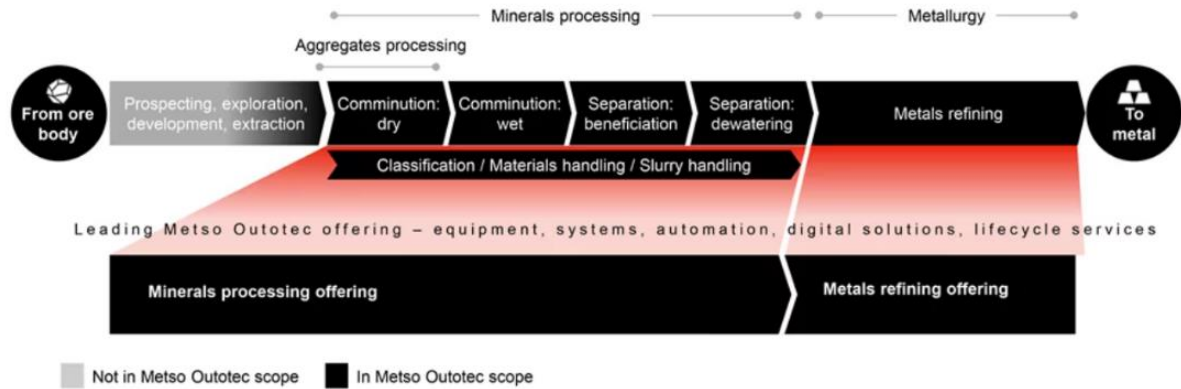 Minerals processing
Metallurgy
Aggregates processing
From ore
body
Prospecting, exploration,
development, extraction
Comminution:
dry
Comminution:
wet
Separation:
beneficiation
Separation:
dewatering
Metals refining
To
metal
Classification / Materials handling / Slurry handling
Leading Metso Outotec offering – equipment, systems, automation, digital solutions, lifecycle services
Minerals processing offering
Metals refining offering
Not in Metso Outotec scope
In Metso Outotec scope